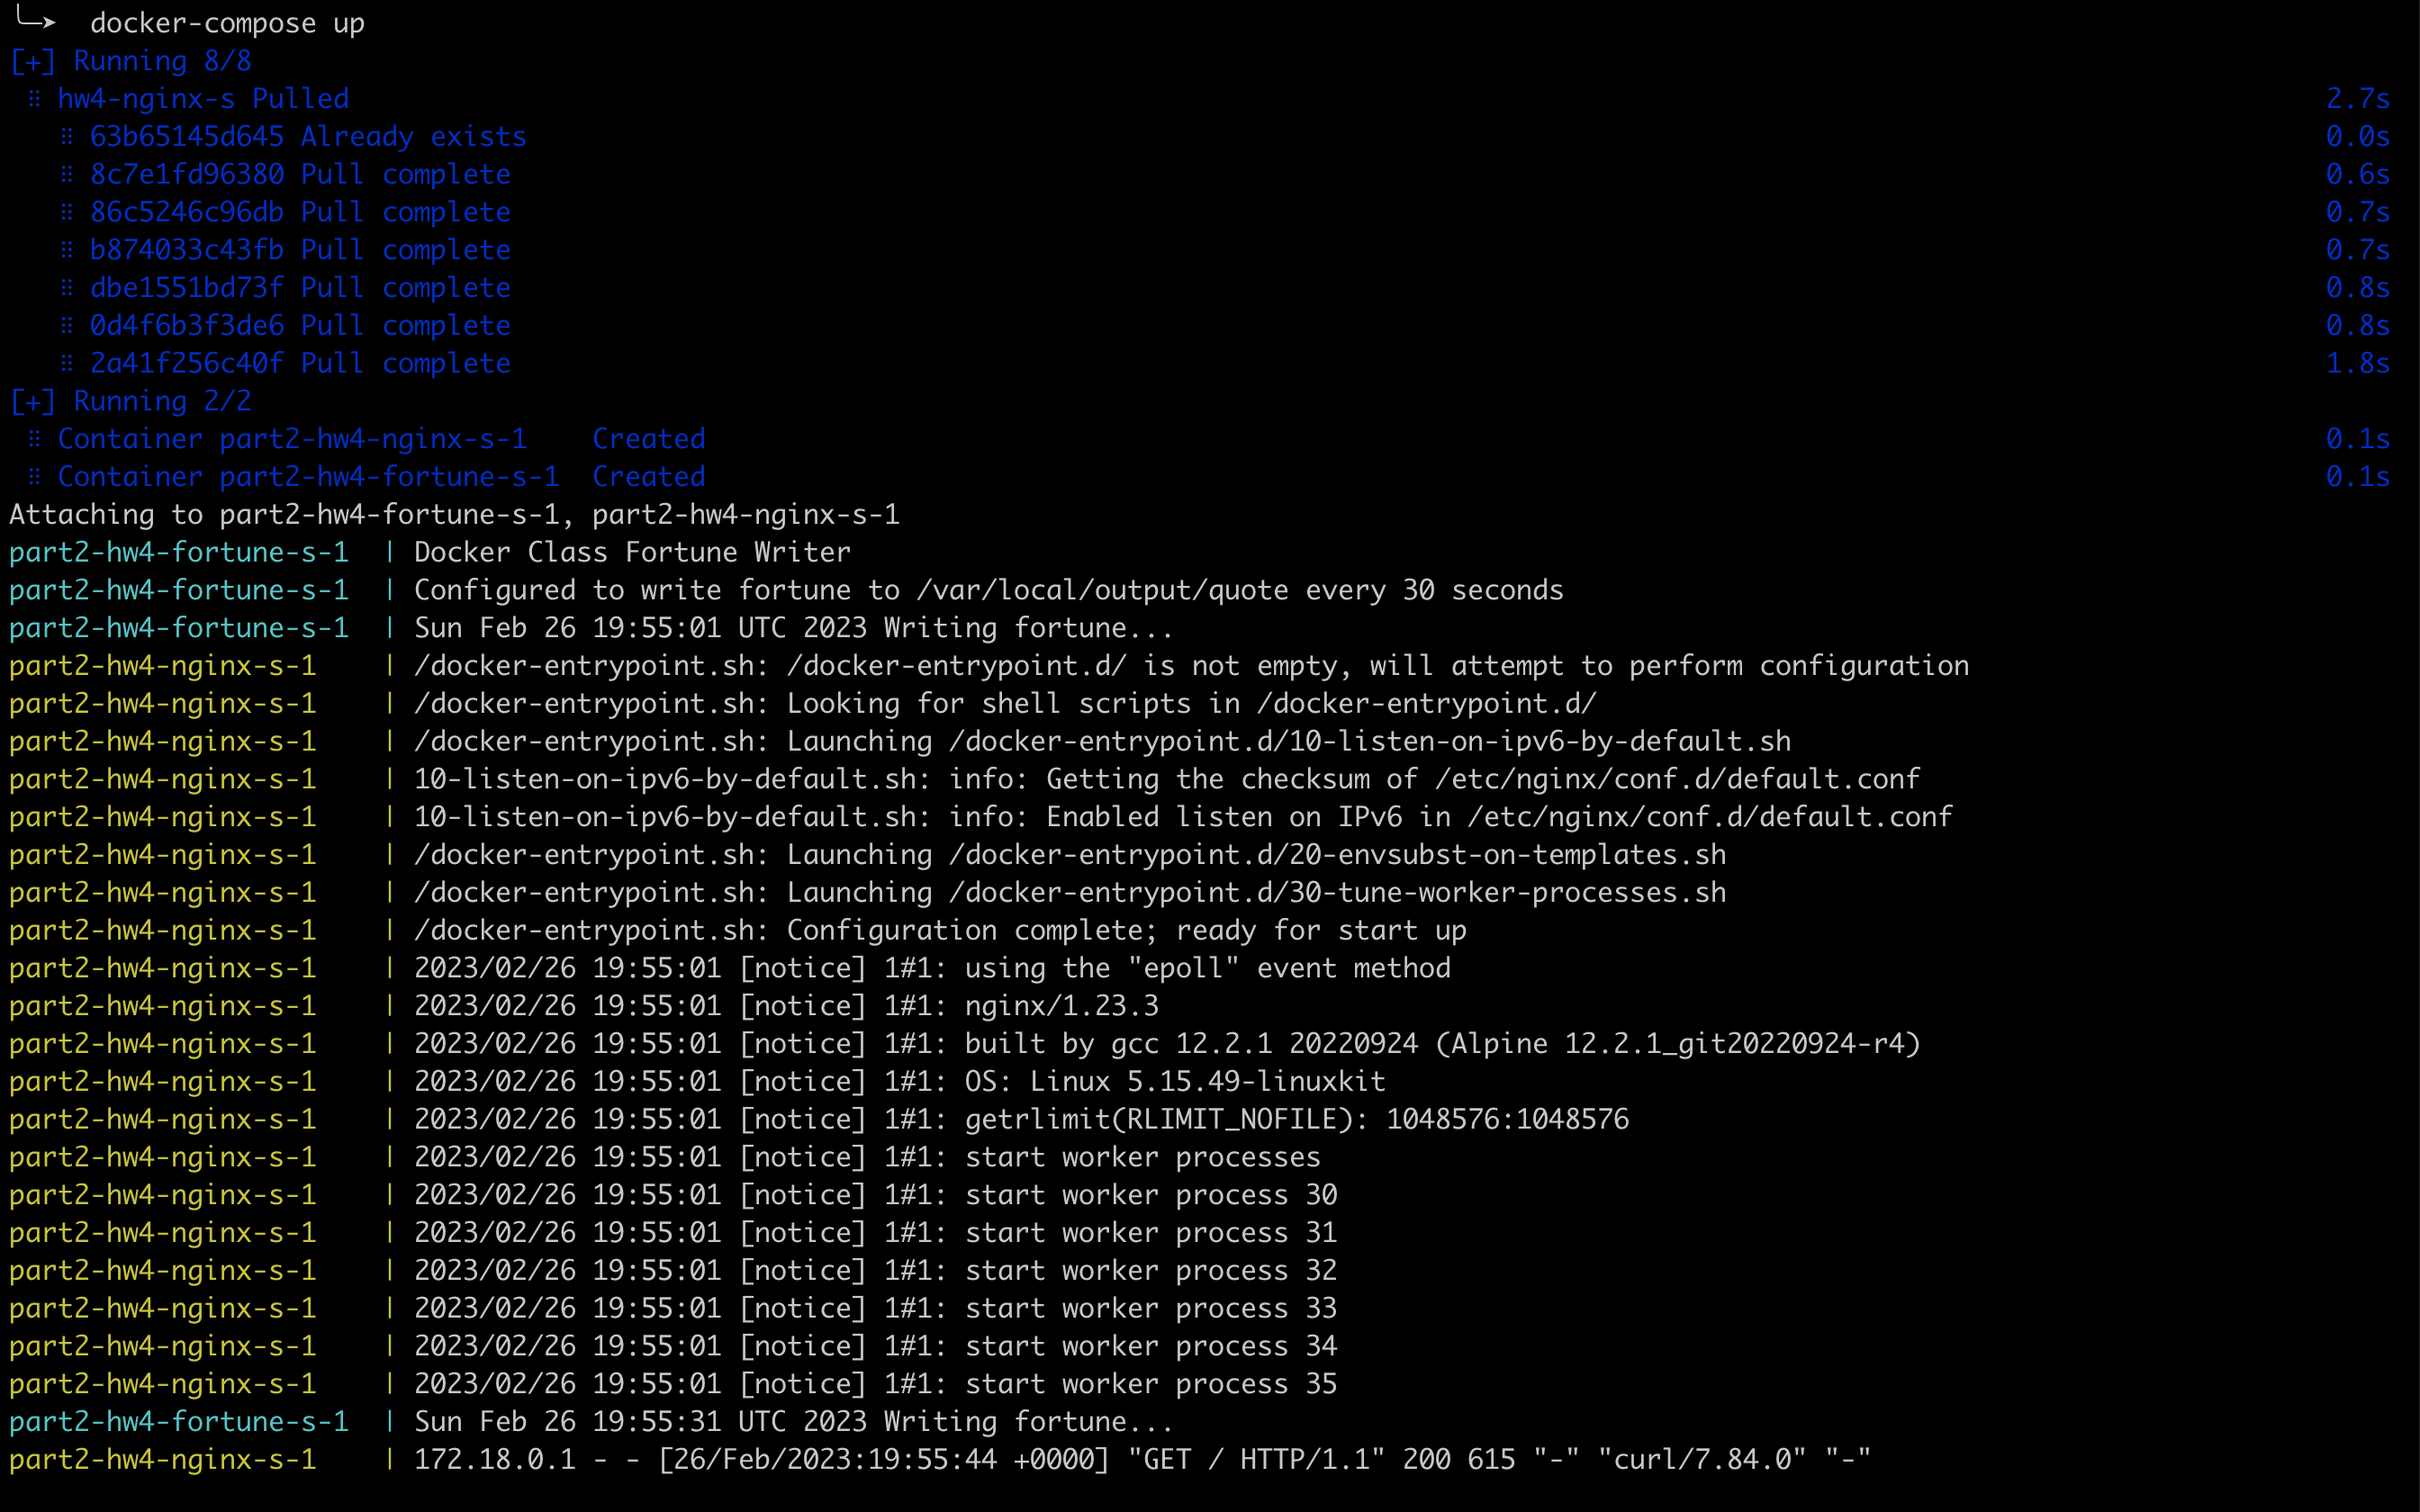 docker-compose up
[+] Running 8/8
⠿ hw4-nginx-s Pulled 2.7s
⠿ 63b65145d645 Already exists 0.0s
⠿ 8c7e1fd96380 Pull complete 0.6s
⠿ 86c5246c96db Pull complete 0.7s
⠿ b874033c43fb Pull complete 0.7s
⠿ dbe1551bd73f Pull complete 0.8s
⠿ 0d4f6b3f3de6 Pull complete 0.8s
⠿ 2a41f256c40f Pull complete 1.8s
[+] Running 2/2
⠿ Container part2-hw4-nginx-s-1 Created 0.1s
⠿ Container part2-hw4-fortune-s-1 Created 0.1s
Attaching to part2-hw4-fortune-s-1, part2-hw4-nginx-s-1
part2-hw4-fortune-s-1 | Docker Class Fortune Writer
part2-hw4-fortune-s-1 | Configured to write fortune to /var/local/output/quote every 30 seconds
part2-hw4-fortune-s-1 | Sun Feb 26 19:55:01 UTC 2023 Writing fortune...
part2-hw4-nginx-s-1 | /docker-entrypoint.sh: /docker-entrypoint.d/ is not empty, will attempt to perform configuration
part2-hw4-nginx-s-1 | /docker-entrypoint.sh: Looking for shell scripts in /docker-entrypoint.d/
part2-hw4-nginx-s-1 | /docker-entrypoint.sh: Launching /docker-entrypoint.d/10-listen-on-ipv6-by-default.sh
part2-hw4-nginx-s-1 | 10-listen-on-ipv6-by-default.sh: info: Getting the checksum of /etc/nginx/conf.d/default.conf
part2-hw4-nginx-s-1 | 10-listen-on-ipv6-by-default.sh: info: Enabled listen on IPv6 in /etc/nginx/conf.d/default.conf
part2-hw4-nginx-s-1 | /docker-entrypoint.sh: Launching /docker-entrypoint.d/20-envsubst-on-templates.sh
part2-hw4-nginx-s-1 | /docker-entrypoint.sh: Launching /docker-entrypoint.d/30-tune-worker-processes.sh
part2-hw4-nginx-s-1 | /docker-entrypoint.sh: Configuration complete; ready for start up
part2-hw4-nginx-s-1 | 2023/02/26 19:55:01 [notice] 1#1: using the "epoll" event method
part2-hw4-nginx-s-1 | 2023/02/26 19:55:01 [notice] 1#1: nginx/1.23.3
part2-hw4-nginx-s-1 | 2023/02/26 19:55:01 [notice] 1#1: built by gcc 12.2.1 20220924 (Alpine 12.2.1_git20220924-r4)
part2-hw4-nginx-s-1 | 2023/02/26 19:55:01 [notice] 1#1: OS: Linux 5.15.49-linuxkit
part2-hw4-nginx-s-1 | 2023/02/26 19:55:01 [notice] 1#1: getrlimit(RLIMIT_NOFILE): 1048576:1048576
part2-hw4-nginx-s-1 | 2023/02/26 19:55:01 [notice] 1#1: start worker processes
part2-hw4-nginx-s-1 | 2023/02/26 19:55:01 [notice] 1#1: start worker process 30
part2-hw4-nginx-s-1 | 2023/02/26 19:55:01 [notice] 1#1: start worker process 31
part2-hw4-nginx-s-1 | 2023/02/26 19:55:01 [notice] 1#1: start worker process 32
part2-hw4-nginx-s-1 | 2023/02/26 19:55:01 [notice] 1#1: start worker process 33
part2-hw4-nginx-s-1 | 2023/02/26 19:55:01 [notice] 1#1: start worker process 34
part2-hw4-nginx-s-1 | 2023/02/26 19:55:01 [notice] 1#1: start worker process 35
part2-hw4-fortune-s-1 | Sun Feb 26 19:55:31 UTC 2023 Writing fortune...
part2-hw4-nginx-s-1 | 172.18.0.1 - - [26/Feb/2023:19:55:44 +0000] "GET / HTTP/1.1" 200 615 "-" "curl/7.84.0" "-"